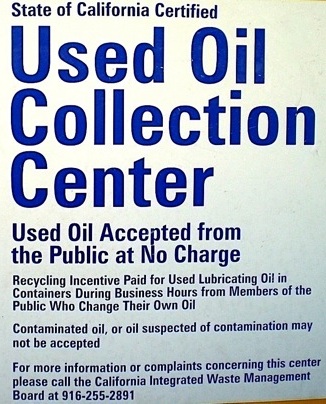 State of California Certified
Used Oil
Collection
Center
Used Oil Accepted from
the Public at No Charge
Recycling Incentive Paid for Used Lubricating Oil in
Containers During Business Hours from Members of the
Public Who Change Their Own Oil
Contaminated oil, or oil suspected of contamination may
not be accepted
For more information or complaints concerning this center
please call the California Integrated Waste Management
Board at 916-255-2891